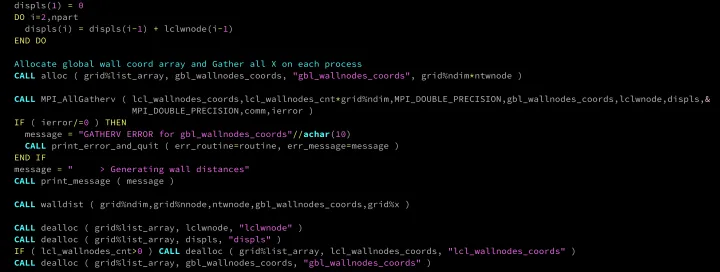 displs(1) = 0
DO i=2,npart
displs(i) = displs(i-1) + lclwnode(i-1)
END DO
Allocate global wall coord array and Gather all X on each process
CALL alloc ( grid%list_array, gbl_wallnodes_coords, "gbl_wallnodes_coords", grid%ndim*ntwnode )
CALL MPI_AllGatherv ( lcl_wallnodes_coords,lcl_wallnodes_cnt*grid%ndim,MPI_DOUBLE_PRECISION,gbl_wallnodes_coords,lclwnode,displs,&
MPI_DOUBLE_PRECISION,comm,ierror )
IF ( ierror/=0 ) THEN
message = "GATHERV ERROR for gbl_wallnodes_coords"//achar(10)
CALL print_error_and_quit ( err_routine=routine, err_message=message )
END IF
message = "     > Generating wall distances"
CALL print_message ( message )
CALL walldist ( grid%ndim,grid%nnode,ntwnode,gbl_wallnodes_coords,grid%x )
CALL dealloc ( grid%list_array, lclwnode, "lclwnode" )
CALL dealloc ( grid%list_array, displs, "displs" )
IF ( lcl_wallnodes_cnt>0 ) CALL dealloc ( grid%list_array, lcl_wallnodes_coords, "lcl_wallnodes_coords" )
CALL dealloc ( grid%list_array, gbl_wallnodes_coords, "gbl_wallnodes_coords" )